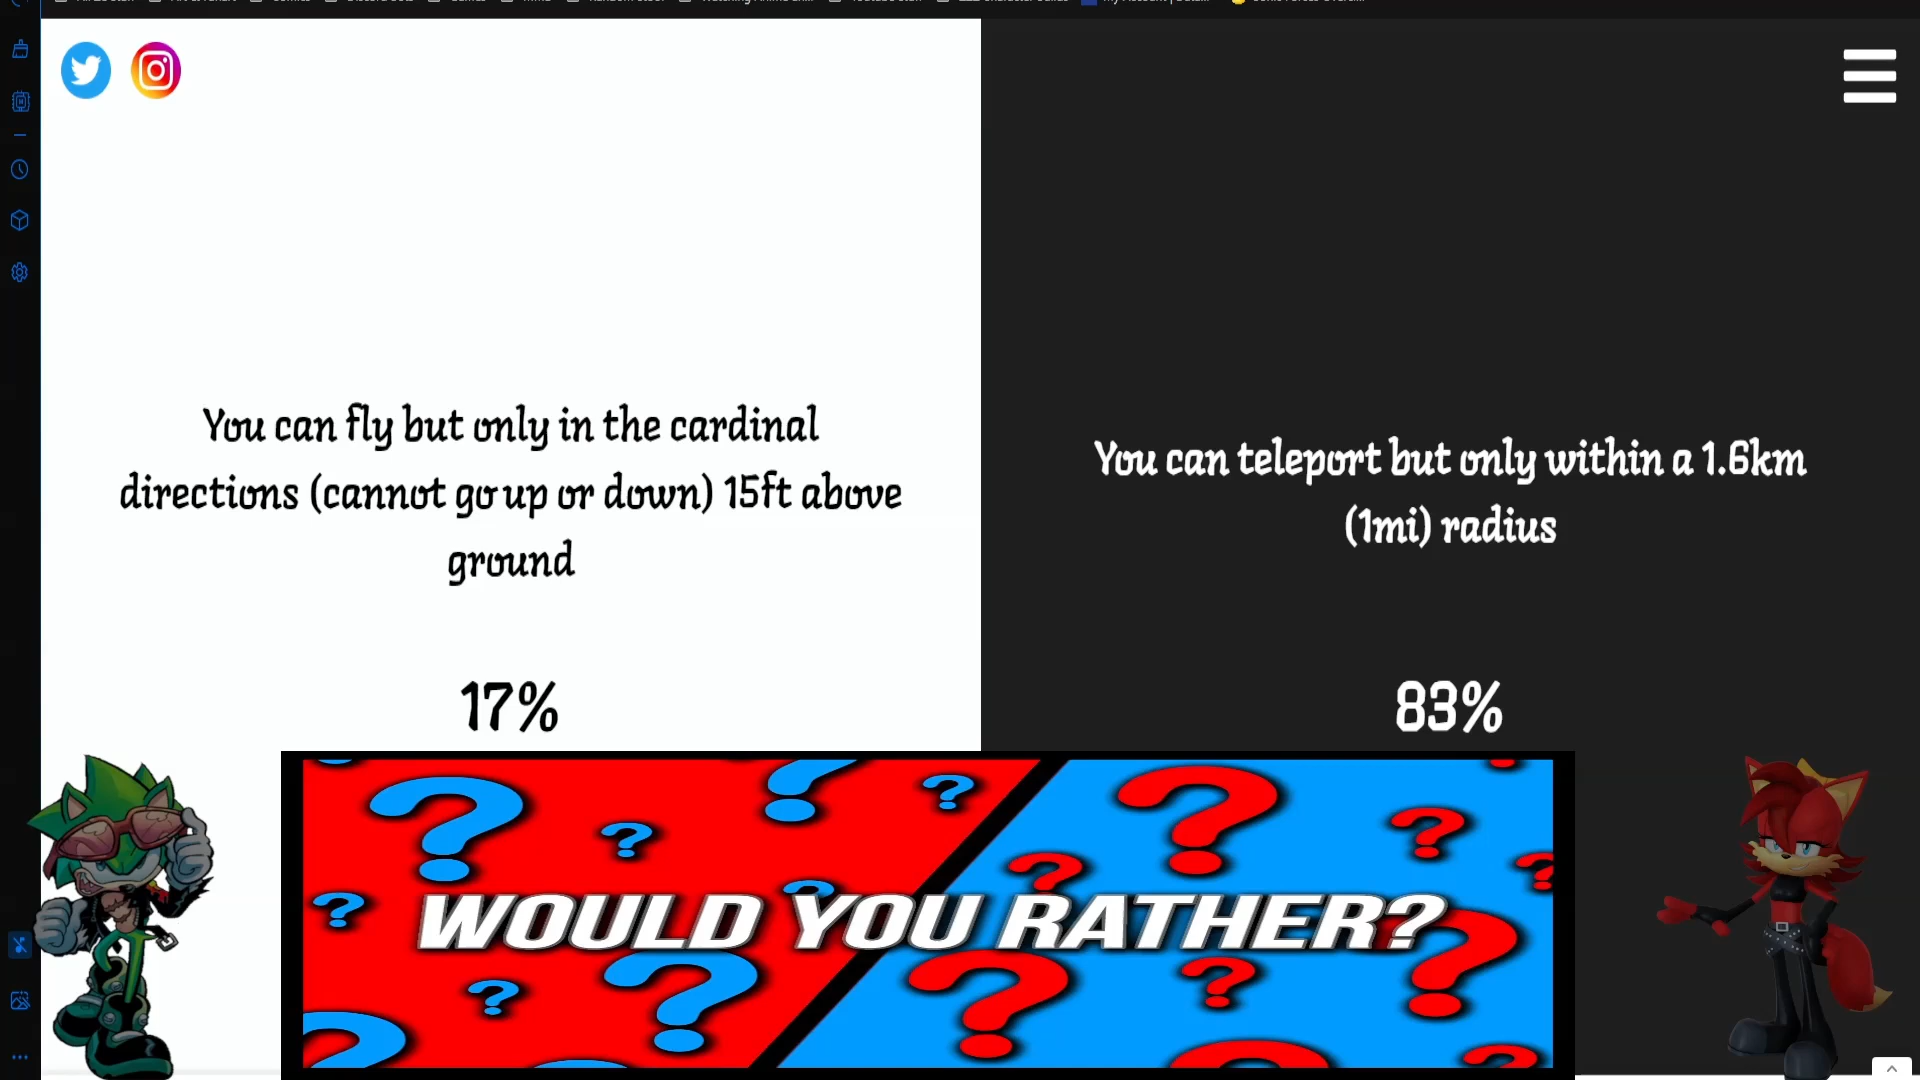 You can fly but only in the cardinal
directions (cannot go up or down) 15ft above
ground
17%
You can teleport but only within a 1.6km
(1mi) radius
83%
WOULD YOU RATHER?